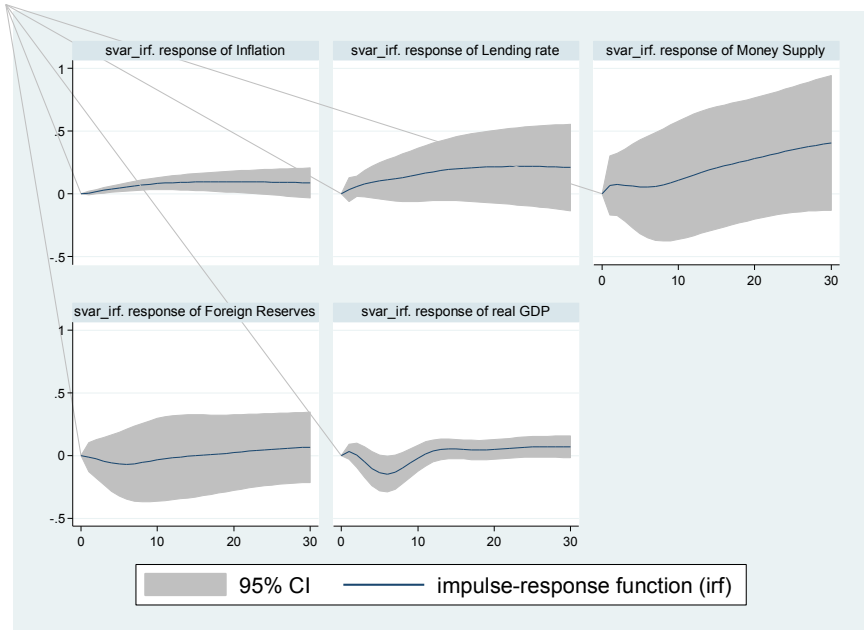 svar_irf. response of Inflation
svar_irf. response of Lending rate
svar_irf. response of Money Supply
1
.5
0
-.5
0 10 20 30
svar_irf. response of Foreign Reserves
svar_irf. response of real GDP
1
.5
0
-.5
0 10 20 30
0 10 20 30
95% CI
impulse-response function (irf)